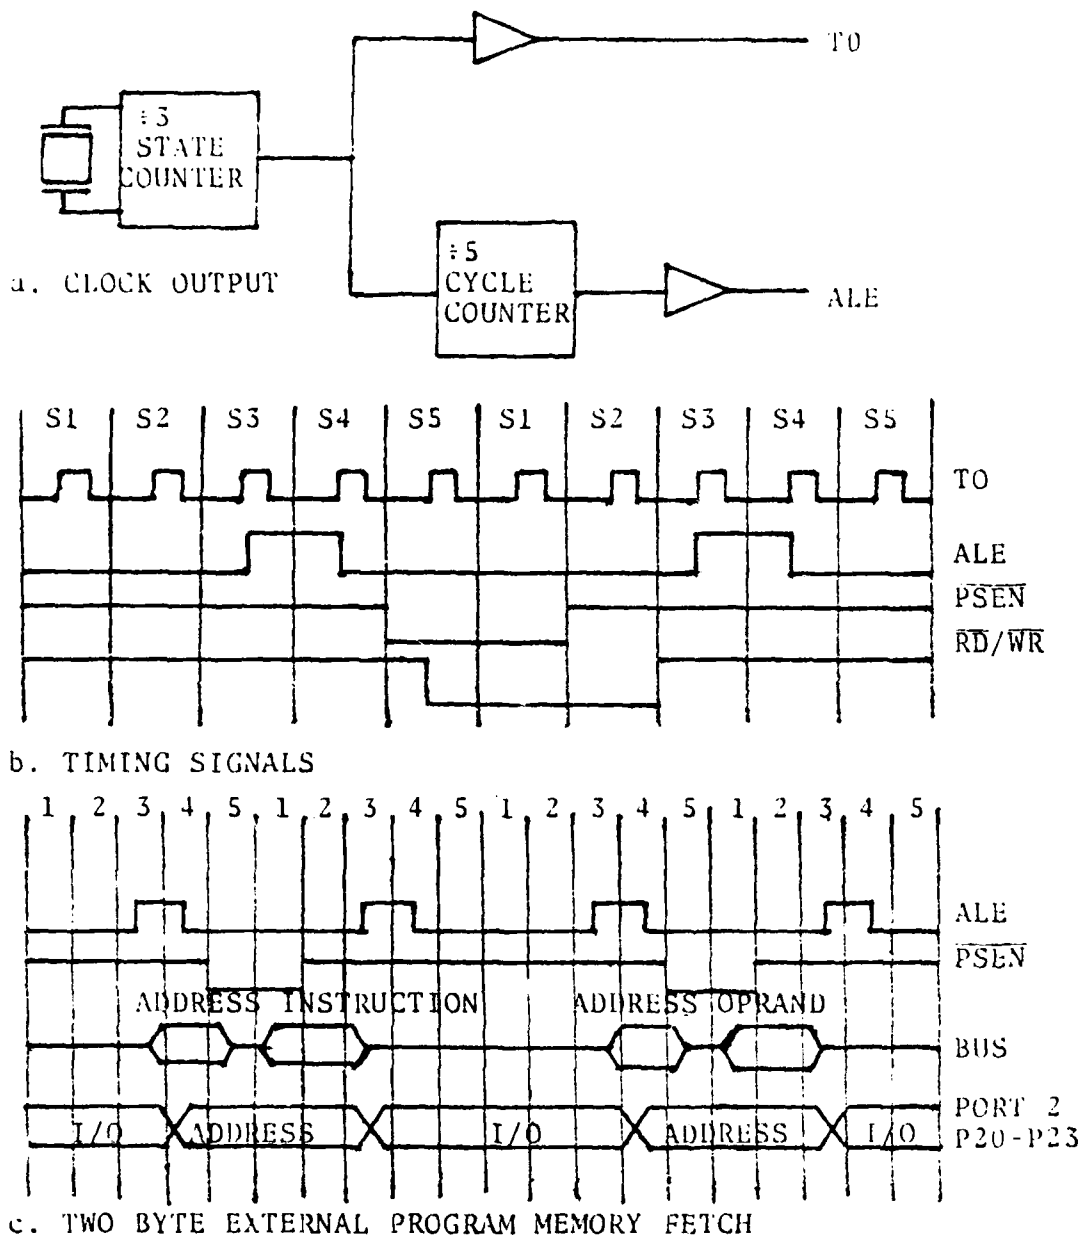 TO
÷3
STATE
COUNTER
÷5
CYCLE
COUNTER
ALE
a. CLOCK OUTPUT
S1 S2 S3 S4 S5 S1 S2 S3 S4 S5
TO
ALE
PSEN
RD/WR
b. TIMING SIGNALS
1 2 3 4 5 1 2 3 4 5 1 2 3 4 5 1 2 3 4 5
ALE
PSEN
ADDRESS INSTRUCTION ADDRESS OPRAND
BUS
I/O ADDRESS I/O ADDRESS I/O
PORT 2
P20-P23
c. TWO BYTE EXTERNAL PROGRAM MEMORY FETCH